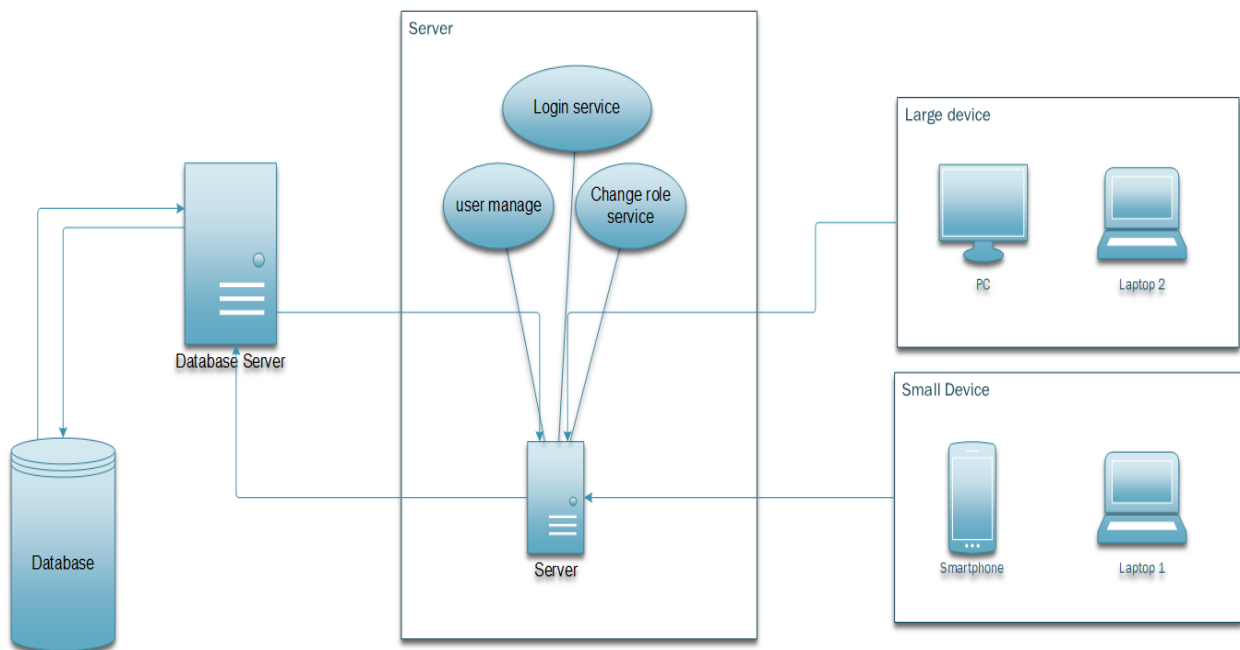 Server
Login service
user manage
Change role
service
Database Server
Database
Server
Large device
PC
Laptop 2
Small Device
Smartphone
Laptop 1